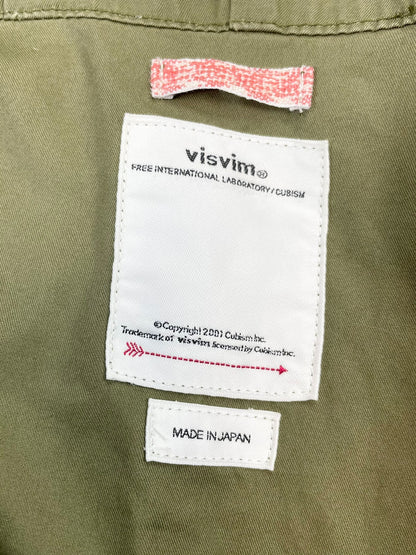 visvim®
FREE INTERNATIONAL LABORATORY/CUBISM
©Copyright 2001 Cubism Inc.
Trademark of visvim licensed by Cubism Inc.
MADE IN JAPAN